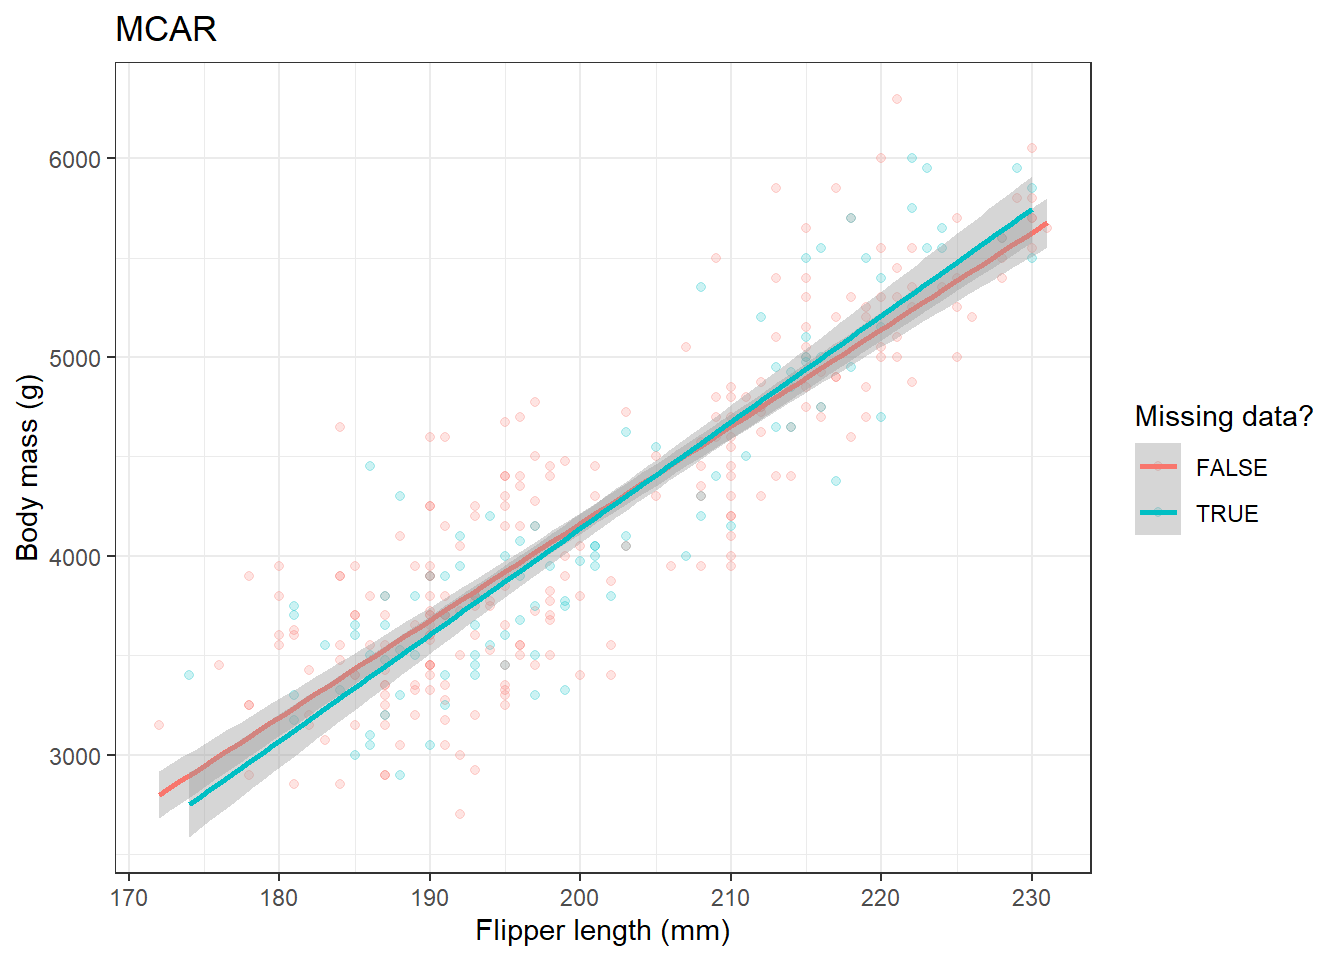 MCAR
6000
5000
4000
3000
Body mass (g)
170 180 190 200 210 220 230
Flipper length (mm)
Missing data?
FALSE
TRUE